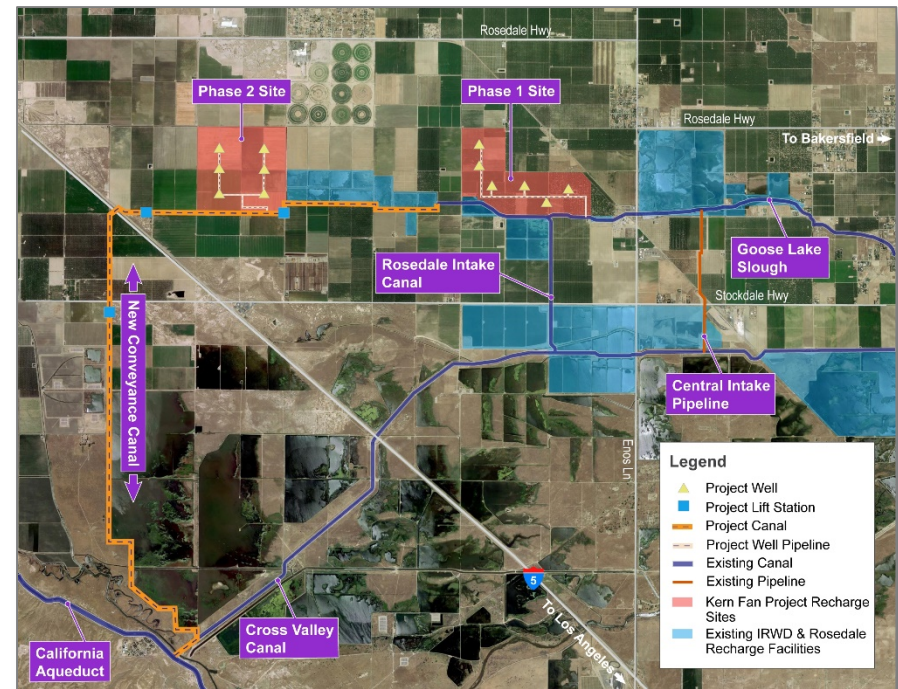 Rosedale Hwy
Phase 2 Site
Phase 1 Site
Rosedale Hwy
To Bakersfield
Goose Lake
Slough
Rosedale Intake
Canal
Stockdale Hwy
New Conveyance Canal
Central Intake
Pipeline
Enos Ln
Legend
Project Well
Project Lift Station
Project Canal
Project Well Pipeline
Existing Canal
Existing Pipeline
Kern Fan Project Recharge
Sites
Existing IRWD & Rosedale
Recharge Facilities
5
To Los Angeles
Cross Valley
Canal
California
Aqueduct